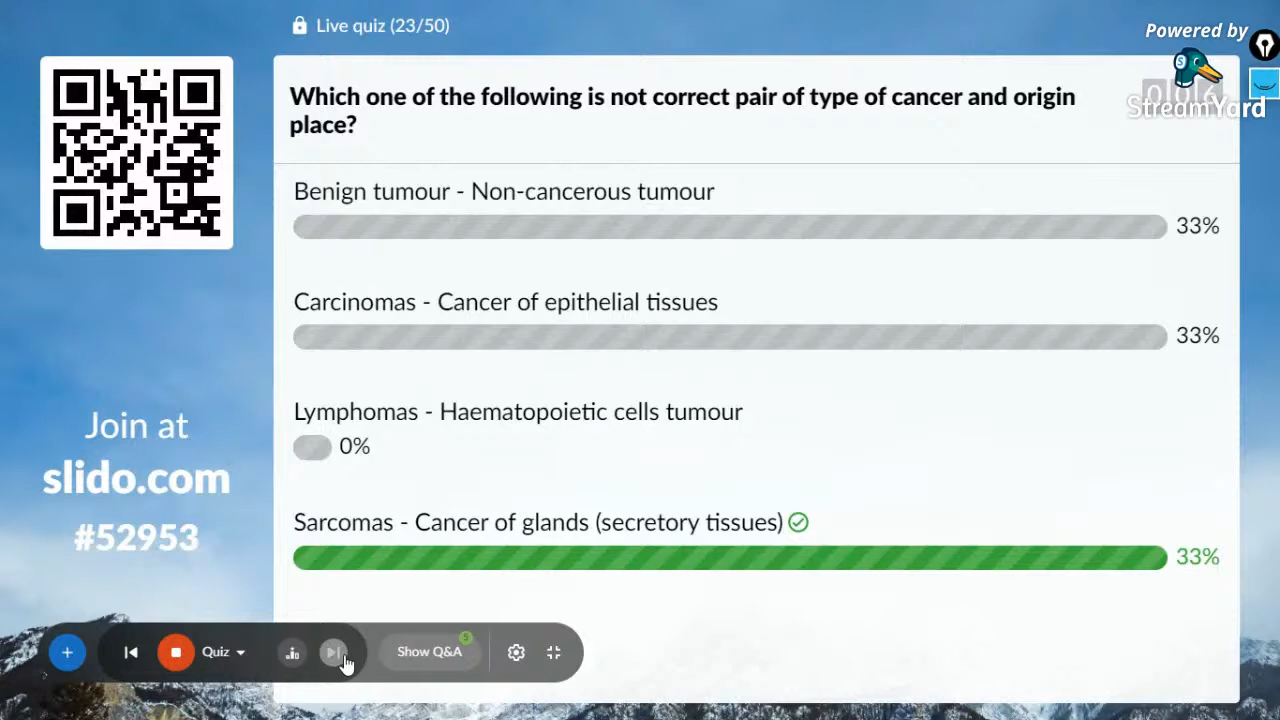 Live quiz (23/50)
Powered by
StreamYard
Which one of the following is not correct pair of type of cancer and origin
place?
Benign tumour - Non-cancerous tumour
33%
Carcinomas - Cancer of epithelial tissues
33%
Lymphomas - Haematopoietic cells tumour
0%
Sarcomas - Cancer of glands (secretory tissues)
33%
Join at
slido.com
#52953
Quiz
Show Q&A
5